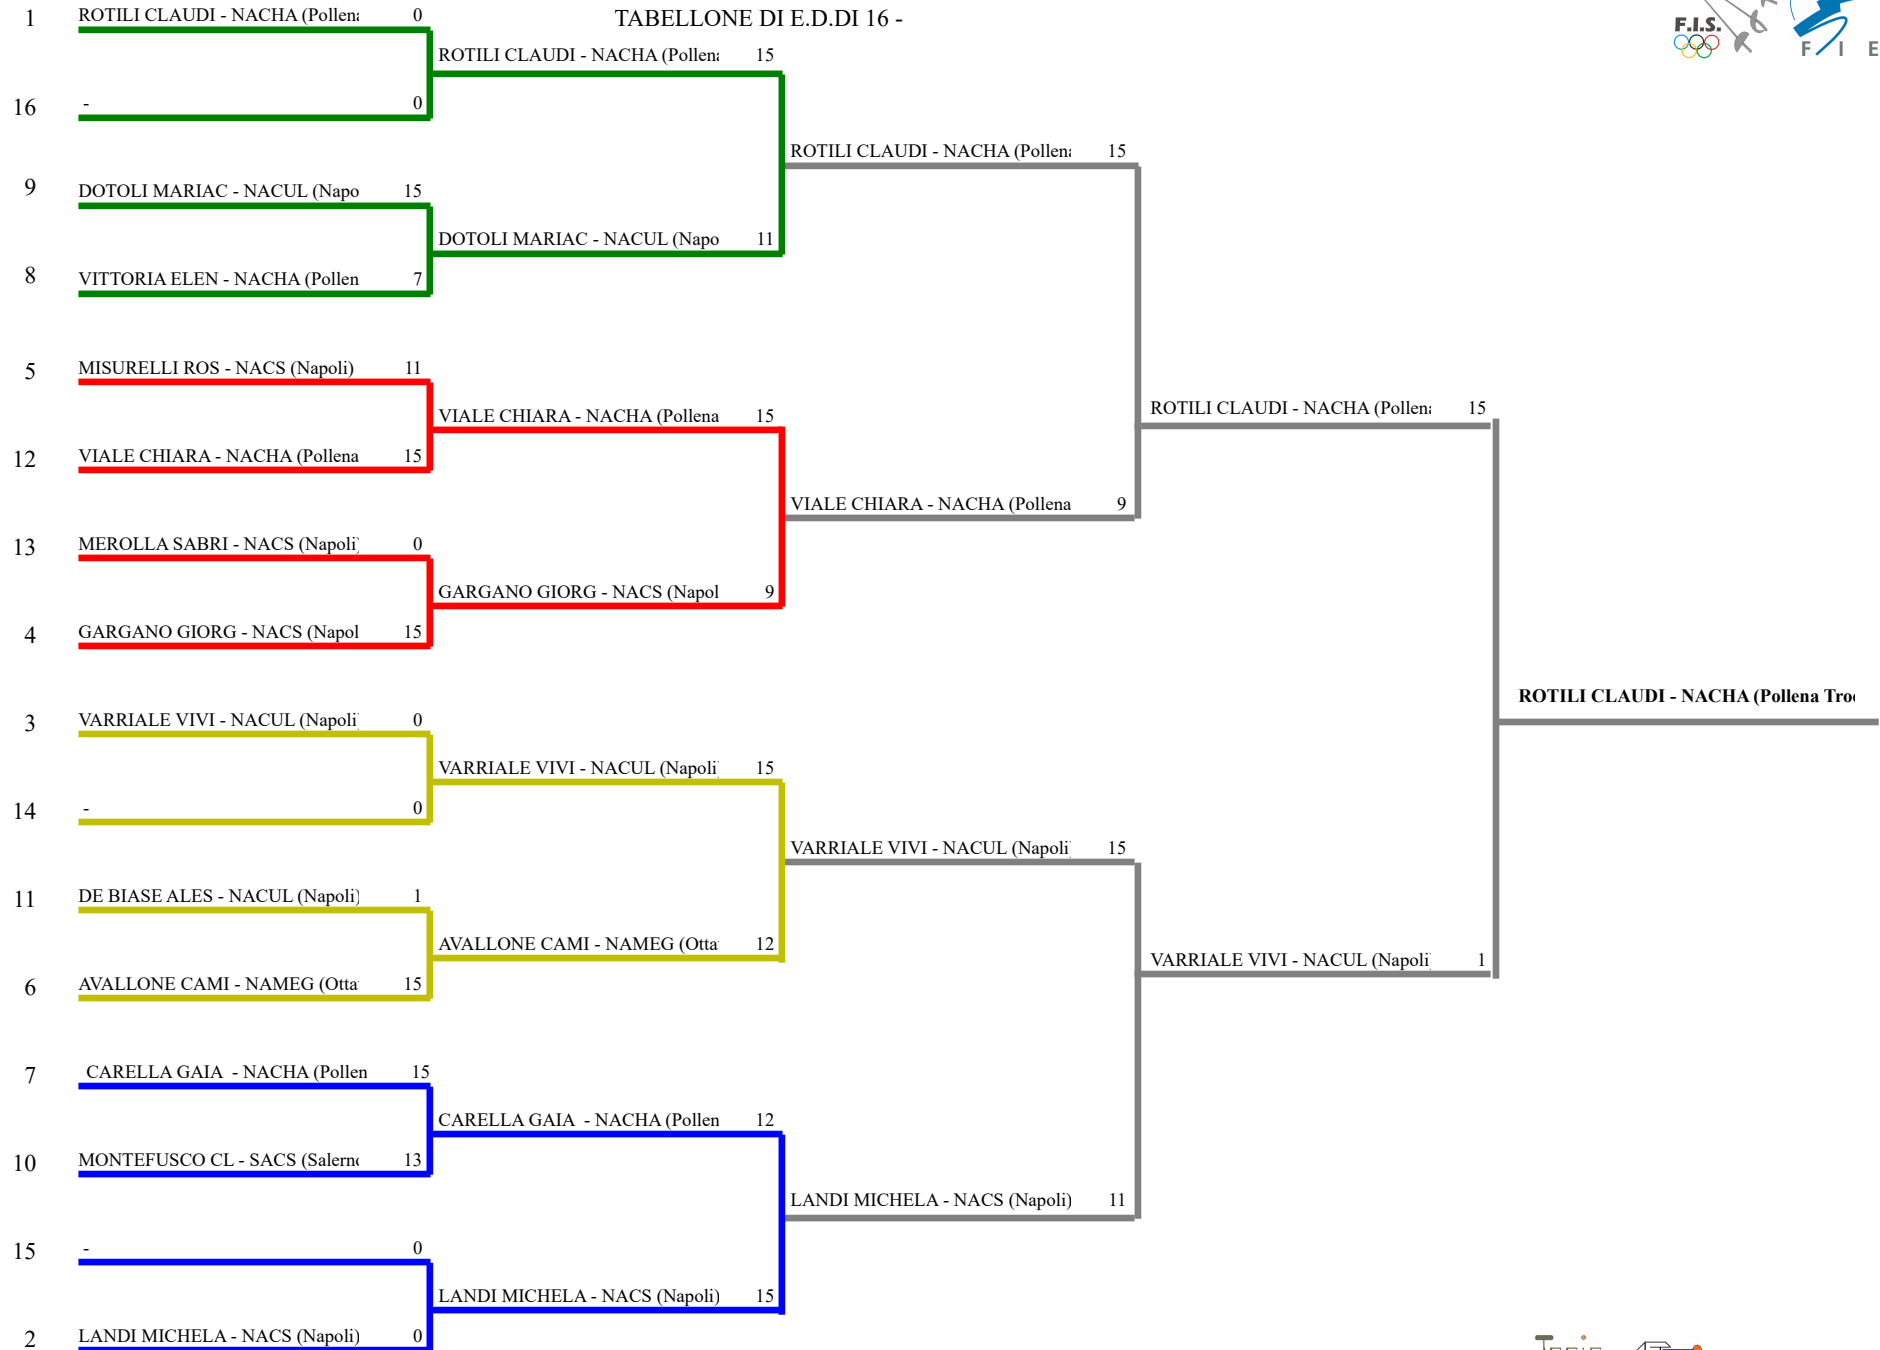 TABELLONE DI E.D.DI 16 -
F.I.S.
F I E
1 ROTILI CLAUDI - NACHA (Pollena 0
ROTILI CLAUDI - NACHA (Pollena 15
16 - 0
ROTILI CLAUDI - NACHA (Pollena 15
9 DOTOLI MARIAC - NACUL (Napo 15
DOTOLI MARIAC - NACUL (Napo 11
8 VITTORIA ELEN - NACHA (Pollen 7
5 MISURELLI ROS - NACS (Napoli) 11
ROTILI CLAUDI - NACHA (Pollena 15
VIALE CHIARA - NACHA (Pollena 15
12 VIALE CHIARA - NACHA (Pollena 15
VIALE CHIARA - NACHA (Pollena 9
13 MEROLLA SABRI - NACS (Napoli) 0
GARGANO GIORG - NACS (Napol 9
4 GARGANO GIORG - NACS (Napol 15
ROTILI CLAUDI - NACHA (Pollena Tro
3 VARRIALE VIVI - NACUL (Napoli) 0
VARRIALE VIVI - NACUL (Napoli) 15
14 - 0
VARRIALE VIVI - NACUL (Napoli) 15
11 DE BIASE ALES - NACUL (Napoli) 1
AVALLONE CAMI - NAMEG (Otta 12
VARRIALE VIVI - NACUL (Napoli) 1
6 AVALLONE CAMI - NAMEG (Otta 15
7 CARELLA GAIA - NACHA (Pollen 15
CARELLA GAIA - NACHA (Pollen 12
10 MONTEFUSCO CL - SACS (Salerno 13
LANDI MICHELA - NACS (Napoli) 11
15 - 0
LANDI MICHELA - NACS (Napoli) 15
2 LANDI MICHELA - NACS (Napoli) 0